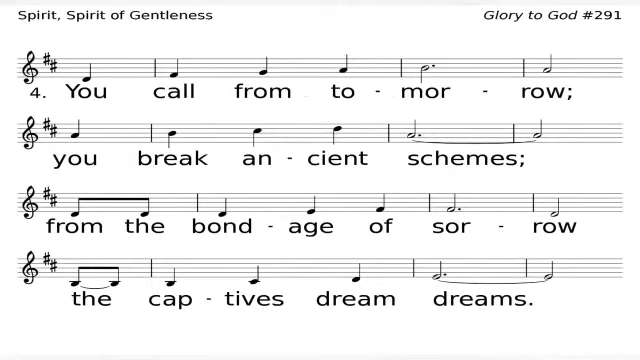 Spirit, Spirit of Gentleness
Glory to God #291
4. You call from to - mor - row;
you break an - cient schemes;
from the bond - age of sor - row
the cap - tives dream dreams.